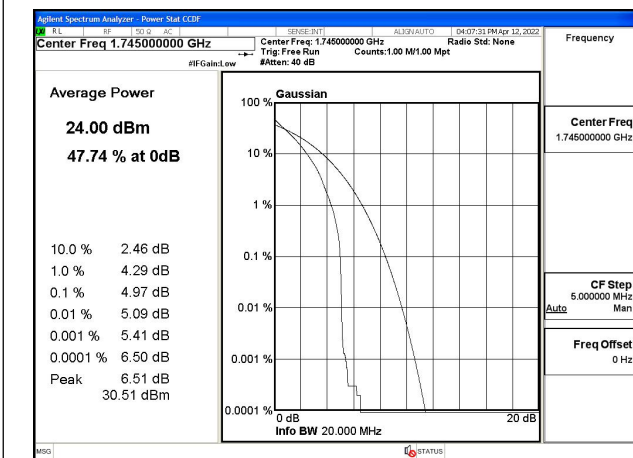 Agilent Spectrum Analyzer - Power Stat CCDF
LXI RL RF 50 Ω AC SENSE:INT ALIGN AUTO 04:07:31 PM Apr 12, 2022
Center Freq 1.745000000 GHz
Center Freq: 1.745000000 GHz Radio Std: None
Trig: Free Run Counts:1.00 M/1.00 Mpt
#IFGain:Low #Atten: 40 dB
Frequency
Average Power
24.00 dBm
47.74 % at 0dB
10.0 % 2.46 dB
1.0 % 4.29 dB
0.1 % 4.97 dB
0.01 % 5.09 dB
0.001 % 5.41 dB
0.0001 % 6.50 dB
Peak 6.51 dB
30.51 dBm
Gaussian
100 %
10 %
1 %
0.1 %
0.01 %
0.001 %
0.0001 %
0 dB 20 dB
Info BW 20.000 MHz
Center Freq
1.745000000 GHz
CF Step
5.000000 MHz
Auto Man
Freq Offset
0 Hz
MSG STATUS